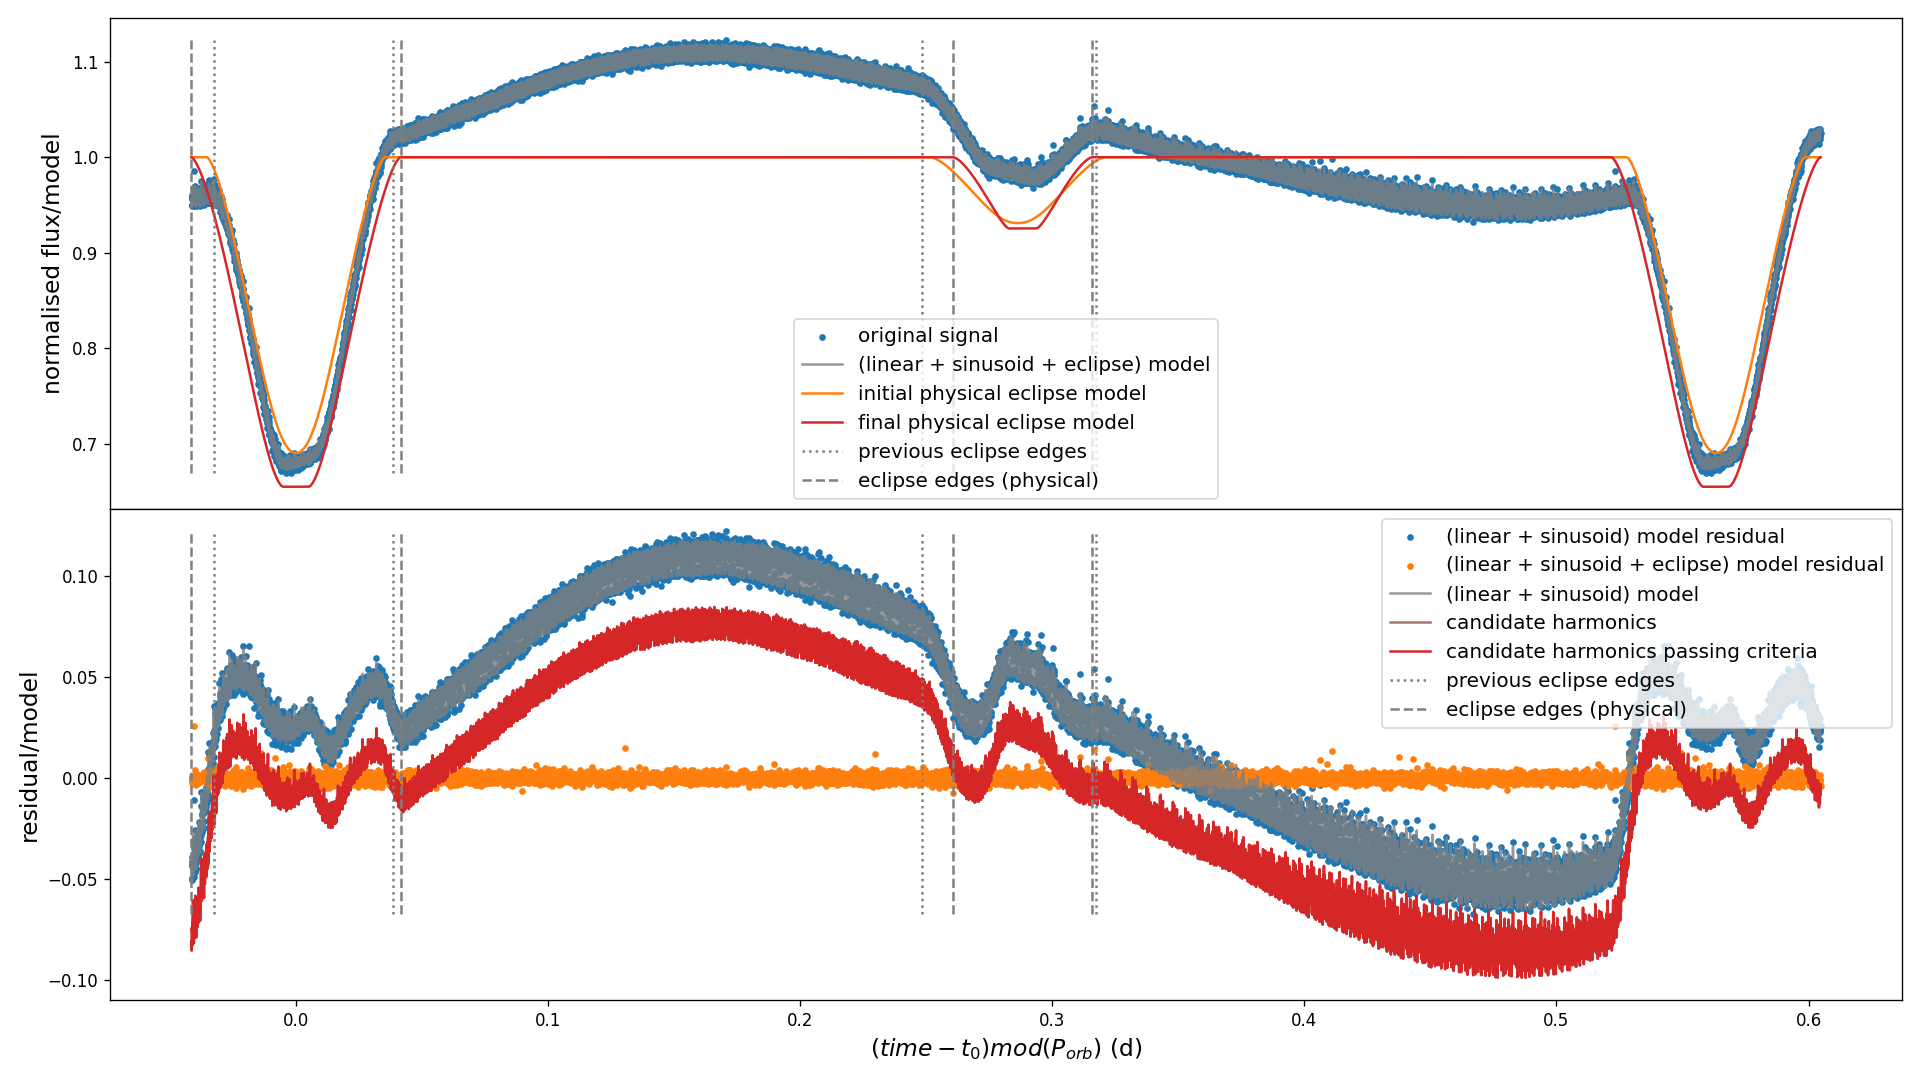 normalised flux/model
1.1
1.0
0.9
0.8
0.7
original signal
(linear + sinusoid + eclipse) model
initial physical eclipse model
final physical eclipse model
previous eclipse edges
eclipse edges (physical)
residual/model
0.10
0.05
0.00
−0.05
−0.10
(linear + sinusoid) model residual
(linear + sinusoid + eclipse) model residual
(linear + sinusoid) model
candidate harmonics
candidate harmonics passing criteria
previous eclipse edges
eclipse edges (physical)
0.0 0.1 0.2 0.3 0.4 0.5 0.6
(time − t₀)mod(P_orb) (d)